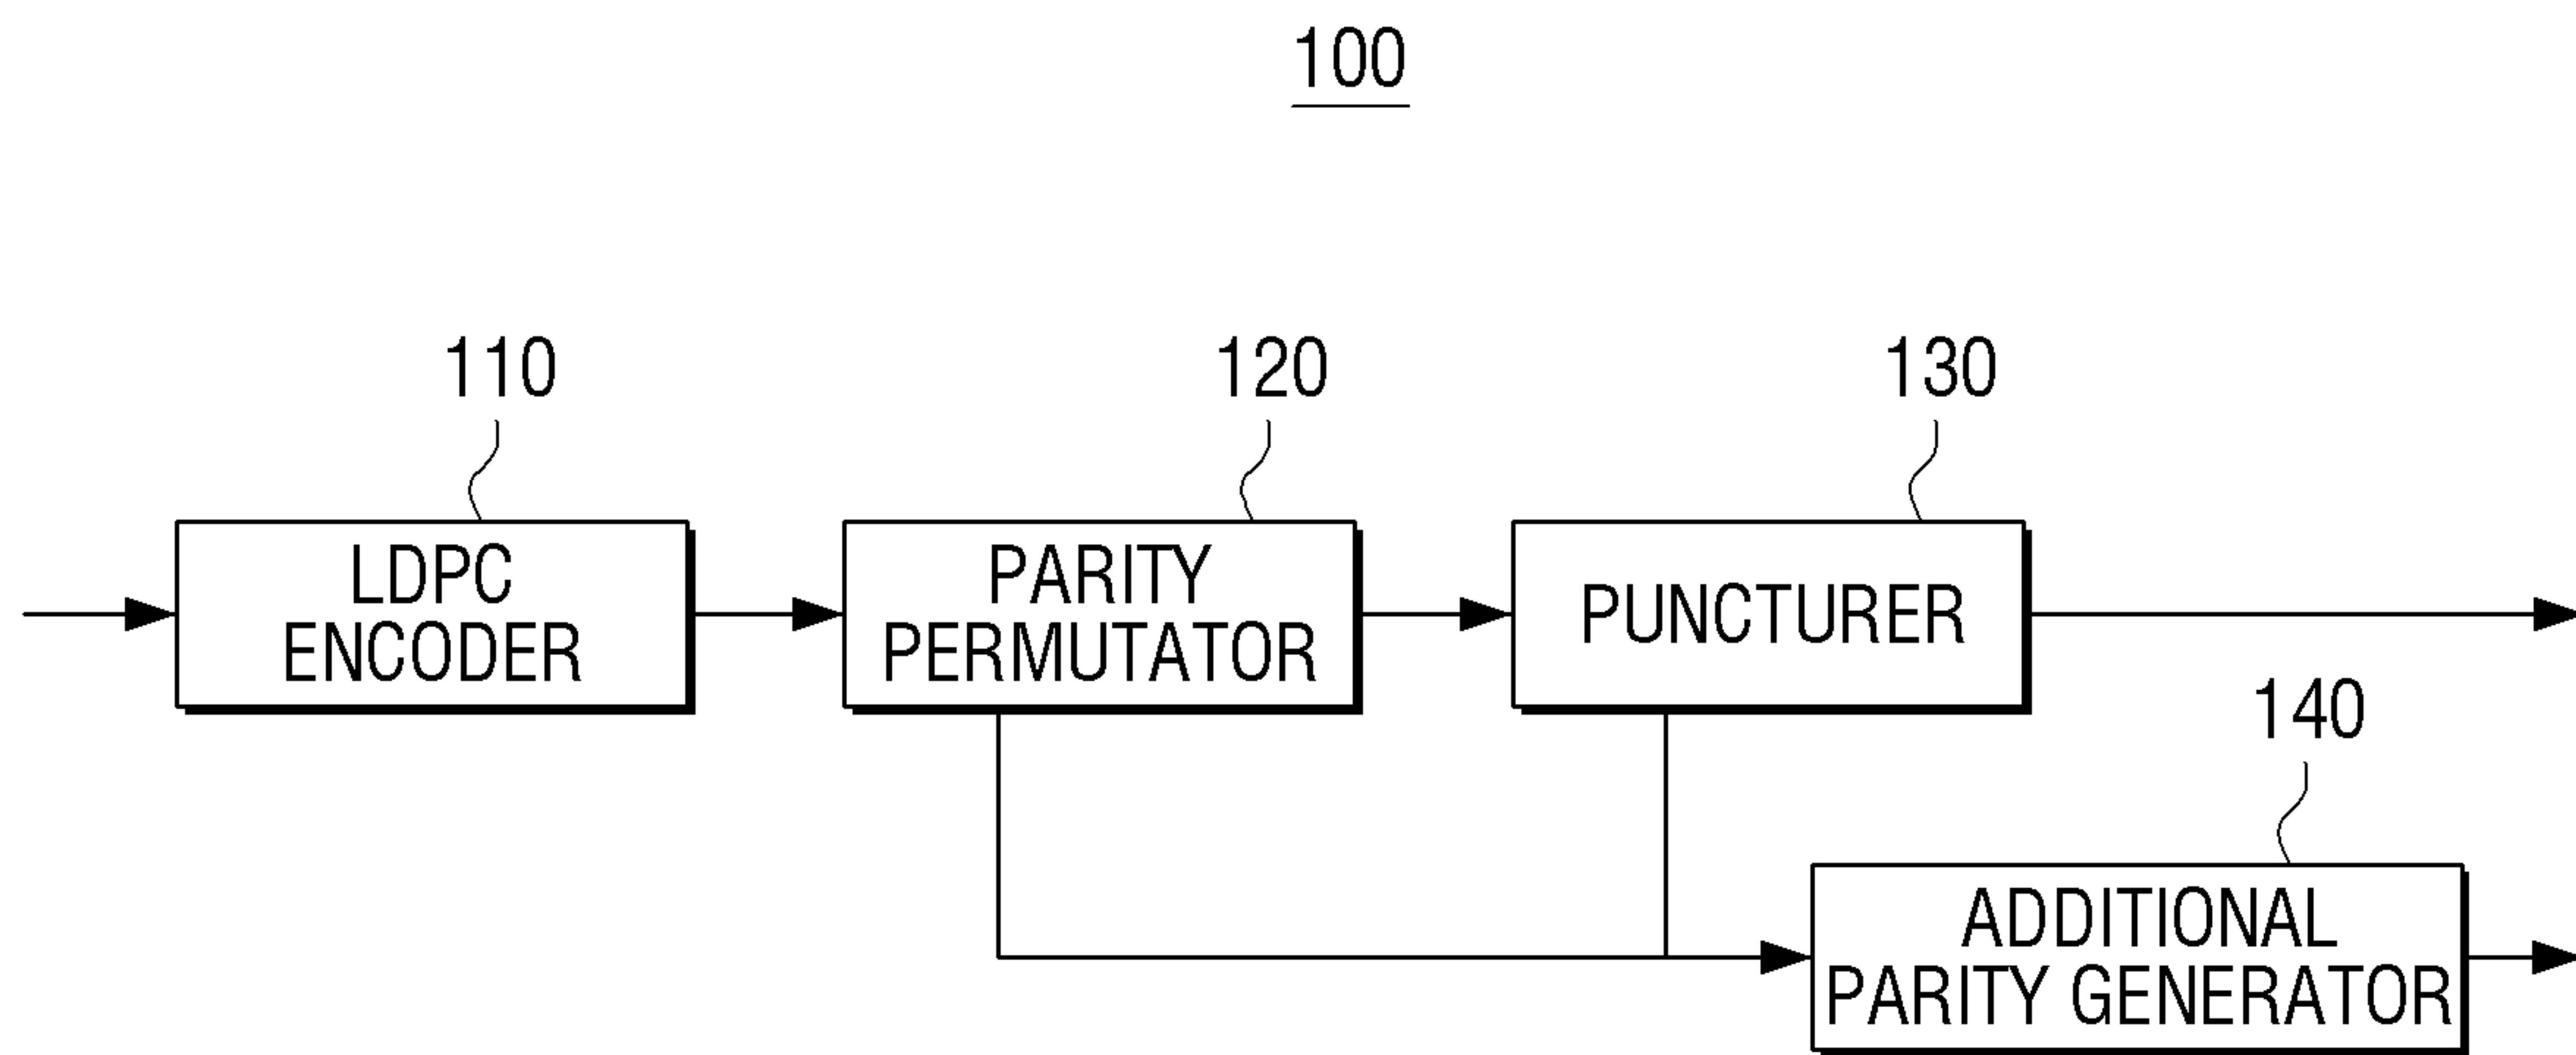 100
110
120
130
LDPC
ENCODER
PARITY
PERMUTATOR
PUNCTURER
140
ADDITIONAL
PARITY GENERATOR